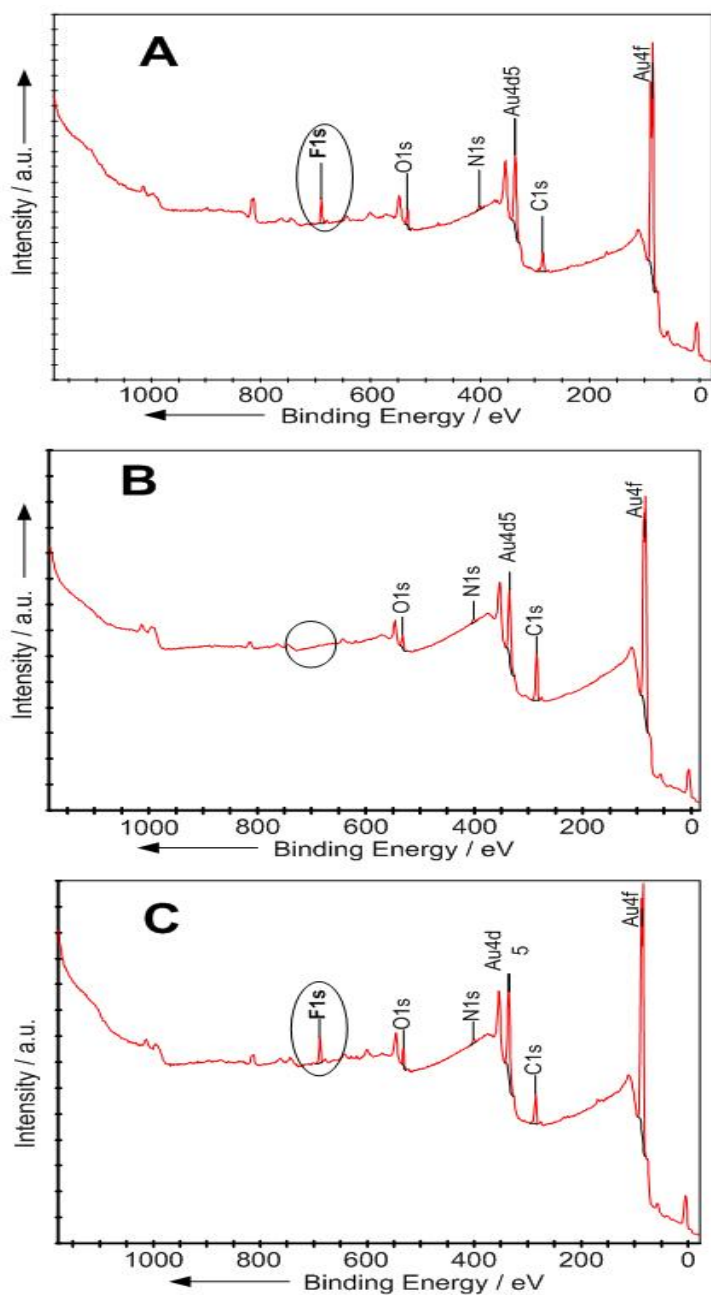 A
Intensity / a.u.
F1s
O1s
N1s
Au4d5
C1s
Au4f
1000 800 600 400 200 0
Binding Energy / eV
B
Intensity / a.u.
O1s
N1s
Au4d5
C1s
Au4f
1000 800 600 400 200 0
Binding Energy / eV
C
Intensity / a.u.
F1s
O1s
N1s
Au4d
5
C1s
Au4f
1000 800 600 400 200 0
Binding Energy / eV